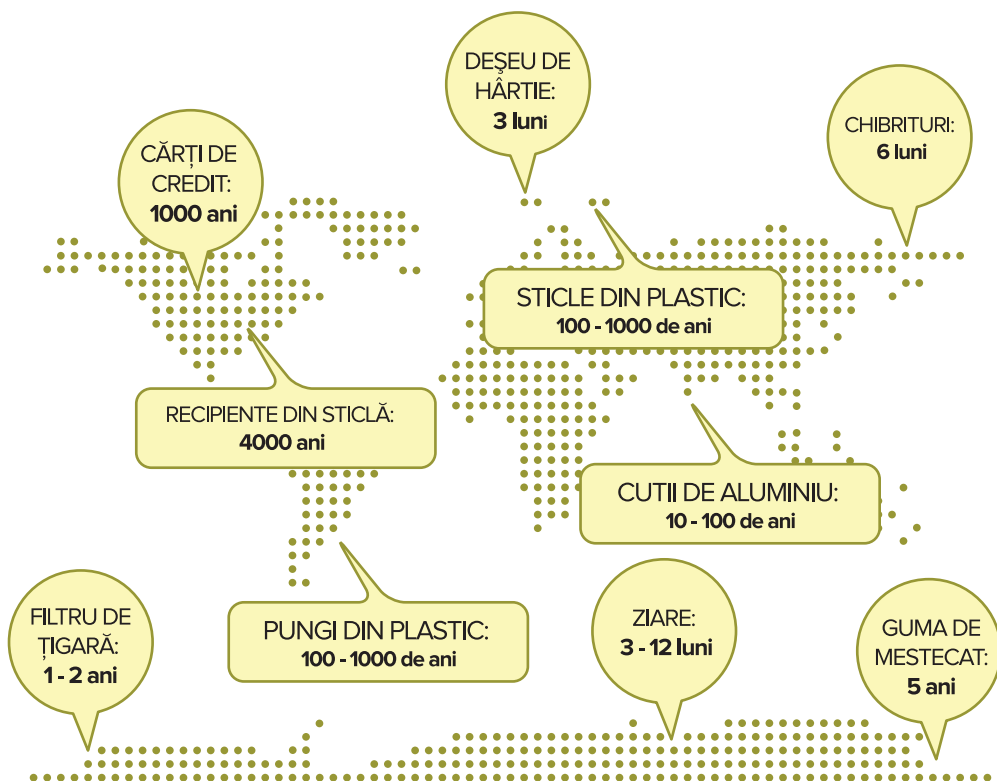 DEȘEU DE
HÂRTIE:
3 luni
CHIBRITURI:
6 luni
CĂRȚI DE
CREDIT:
1000 ani
STICLE DIN PLASTIC:
100 - 1000 de ani
RECIPIENTE DIN STICLĂ:
4000 ani
CUTII DE ALUMINIU:
10 - 100 de ani
FILTRU DE
ȚIGARĂ:
1 - 2 ani
PUNGI DIN PLASTIC:
100 - 1000 de ani
ZIARE:
3 - 12 luni
GUMA DE
MESTECAT:
5 ani